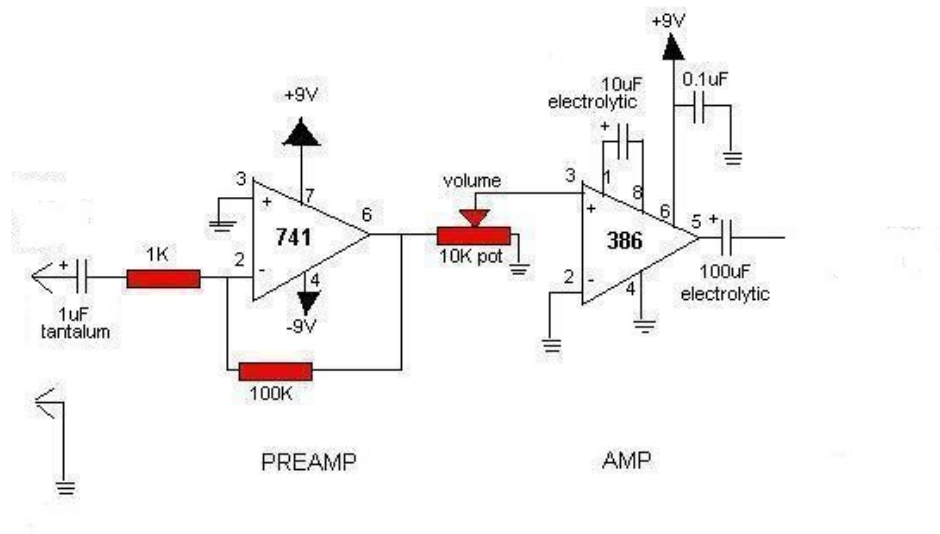 +9V
0.1uF
10uF
electrolytic
+
1
8
+9V
3
+
7
741
6
2
-
4
-9V
volume
10K pot
3
+
6
386
5
+
2
-
4
100uF
electrolytic
1K
+
1uF
tantalum
100K
PREAMP
AMP